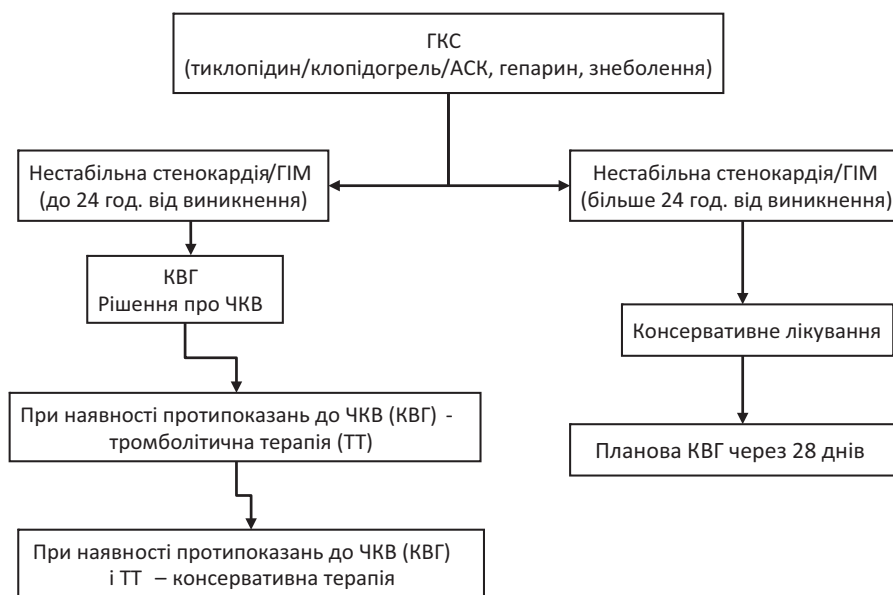 ГКС
(тиклопідин/клопідогрель/АСК, гепарин, знеболення)
Нестабільна стенокардія/ГІМ
(до 24 год. від виникнення)
Нестабільна стенокардія/ГІМ
(більше 24 год. від виникнення)
КВГ
Рішення про ЧКВ
Консервативне лікування
При наявності протипоказань до ЧКВ (КВГ) -
тромболітична терапія (ТТ)
Планова КВГ через 28 днів
При наявності протипоказань до ЧКВ (КВГ)
і ТТ – консервативна терапія